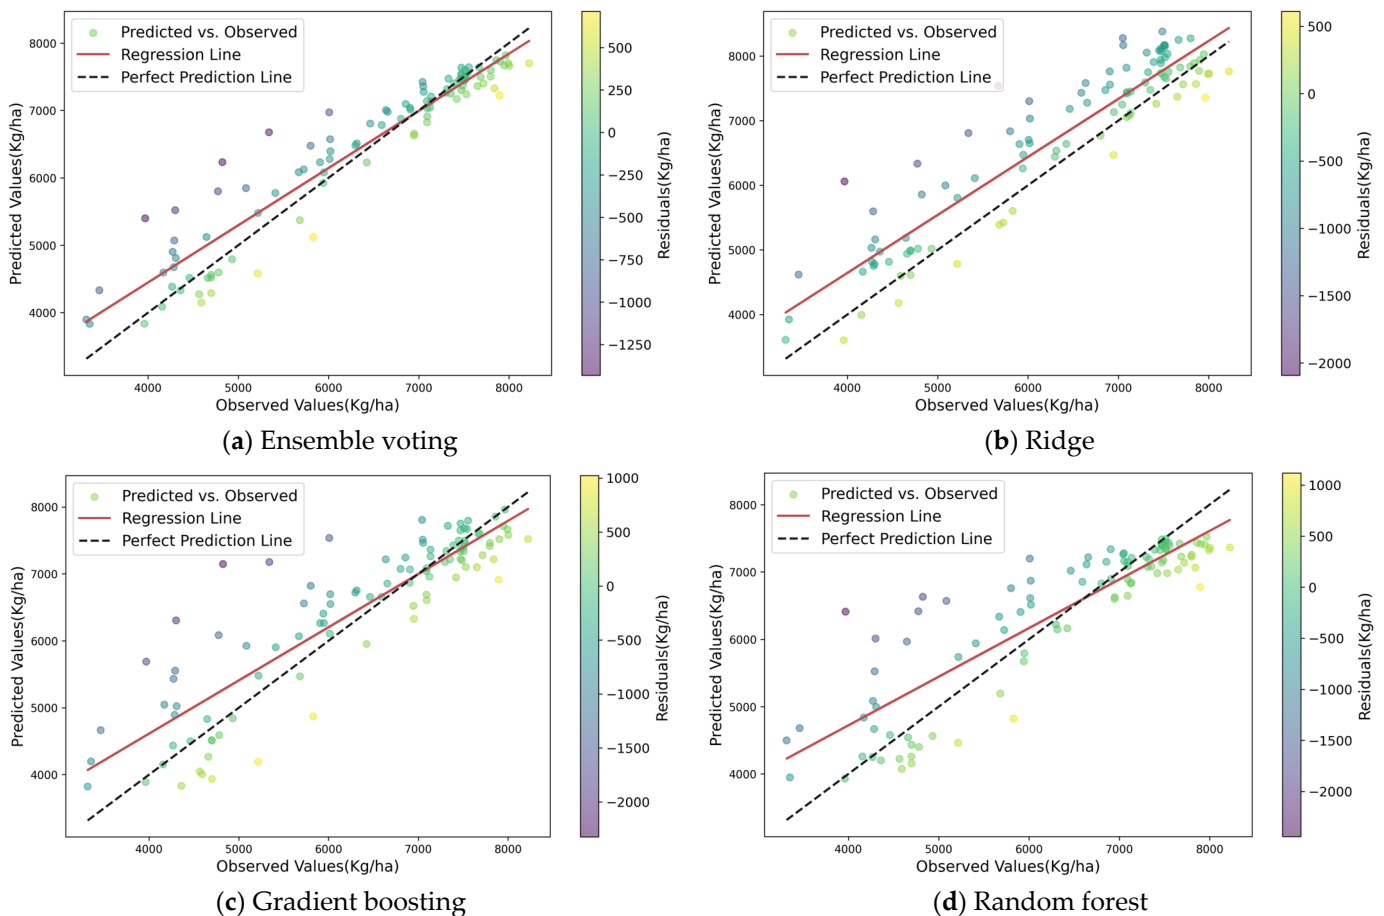 Predicted vs. Observed
Regression Line
Perfect Prediction Line
8000
7000
6000
5000
4000
Predicted Values(Kg/ha)
4000 5000 6000 7000 8000
Observed Values(Kg/ha)
500
250
0
−250
−500
−750
−1000
−1250
Residuals(Kg/ha)
(a) Ensemble voting
Predicted vs. Observed
Regression Line
Perfect Prediction Line
8000
7000
6000
5000
4000
Predicted Values(Kg/ha)
4000 5000 6000 7000 8000
Observed Values(Kg/ha)
500
0
−500
−1000
−1500
−2000
Residuals(Kg/ha)
(b) Ridge
Predicted vs. Observed
Regression Line
Perfect Prediction Line
8000
7000
6000
5000
4000
Predicted Values(Kg/ha)
4000 5000 6000 7000 8000
Observed Values(Kg/ha)
1000
500
0
−500
−1000
−1500
−2000
Residuals(Kg/ha)
(c) Gradient boosting
Predicted vs. Observed
Regression Line
Perfect Prediction Line
8000
7000
6000
5000
4000
Predicted Values(Kg/ha)
4000 5000 6000 7000 8000
Observed Values(Kg/ha)
1000
500
0
−500
−1000
−1500
−2000
Residuals(Kg/ha)
(d) Random forest